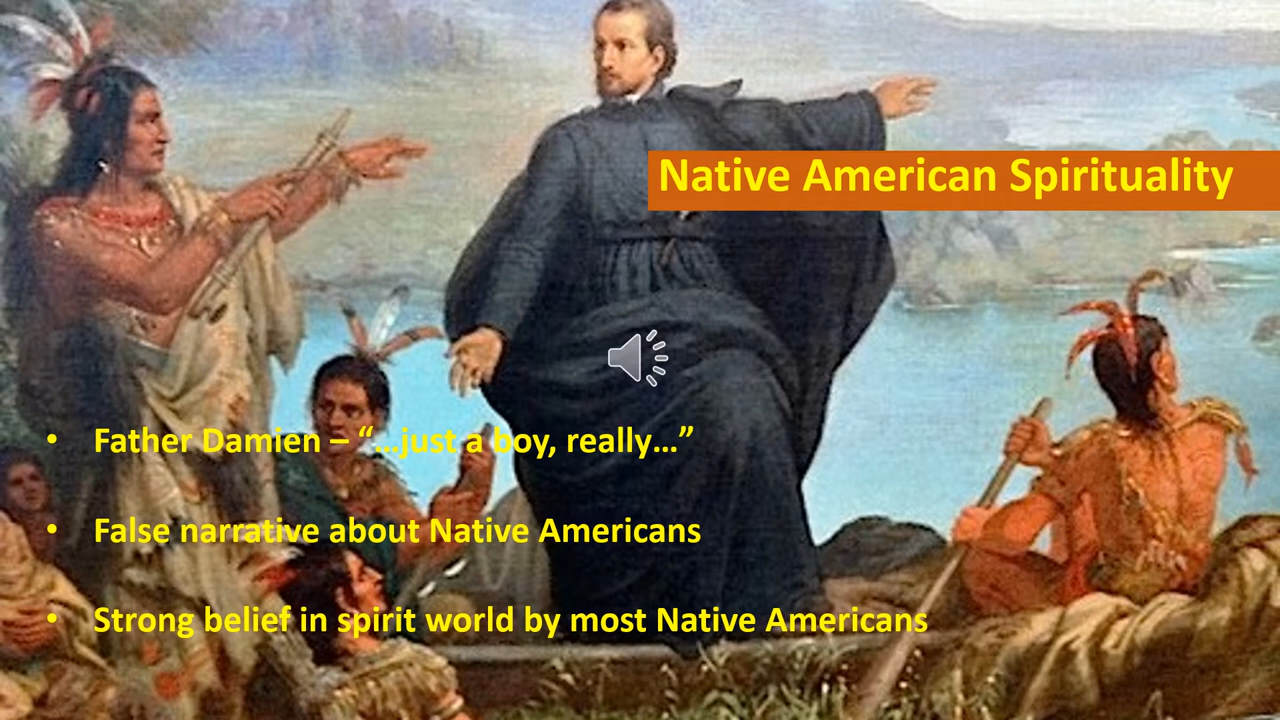 Native American Spirituality
• Father Damien – “…just a boy, really…”
• False narrative about Native Americans
• Strong belief in spirit world by most Native Americans